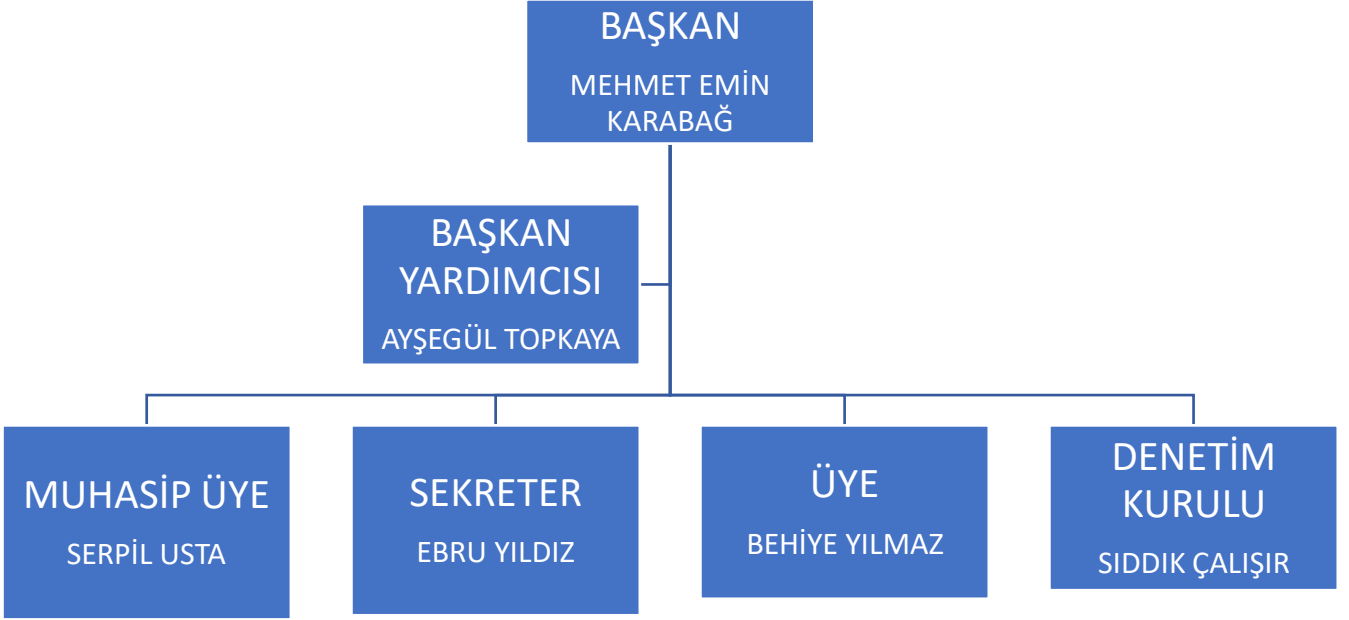 BAŞKAN
MEHMET EMİN
KARABAĞ
BAŞKAN
YARDIMCISI
AYŞEGÜL TOPKAYA
MUHASİP ÜYE
SERPİL USTA
SEKRETER
EBRU YILDIZ
ÜYE
BEHİYE YILMAZ
DENETİM
KURULU
SIDDIK ÇALIŞIR